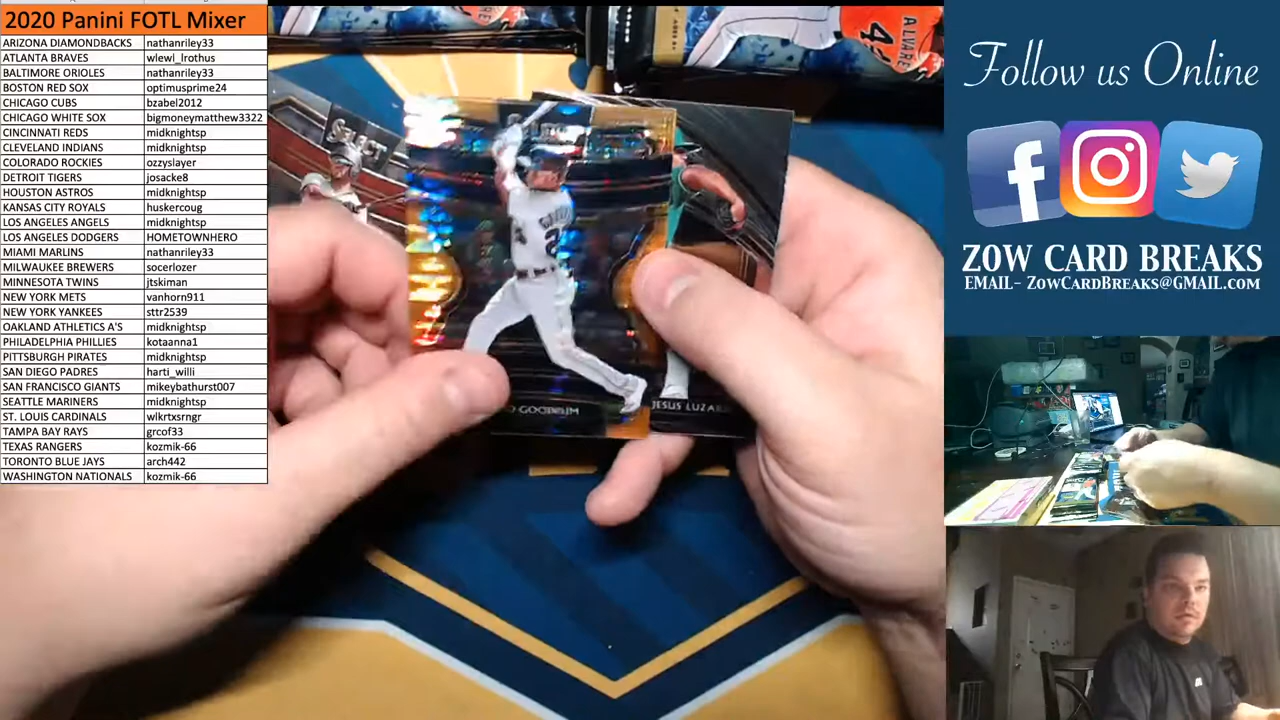 2020 Panini FOTL Mixer
ARIZONA DIAMONDBACKS nathanriley33
ATLANTA BRAVES wlewi_lrothus
BALTIMORE ORIOLES nathanriley33
BOSTON RED SOX optimusprime24
CHICAGO CUBS bzabel2012
CHICAGO WHITE SOX bigmoneymatthew3322
CINCINNATI REDS midknightsp
CLEVELAND INDIANS midknightsp
COLORADO ROCKIES ozzyslayer
DETROIT TIGERS josacke8
HOUSTON ASTROS midknightsp
KANSAS CITY ROYALS huskercoug
LOS ANGELES ANGELS midknightsp
LOS ANGELES DODGERS HOMETOWNHERO
MIAMI MARLINS nathanriley33
MILWAUKEE BREWERS socerlozer
MINNESOTA TWINS jtskiman
NEW YORK METS vanhorn911
NEW YORK YANKEES sttr2539
OAKLAND ATHLETICS A'S midknightsp
PHILADELPHIA PHILLIES kotaanna1
PITTSBURGH PIRATES midknightsp
SAN DIEGO PADRES harti_willi
SAN FRANCISCO GIANTS mikeybathurst007
SEATTLE MARINERS midknightsp
ST. LOUIS CARDINALS wlkrtxsrngr
TAMPA BAY RAYS grcof33
TEXAS RANGERS kozmik-66
TORONTO BLUE JAYS arch442
WASHINGTON NATIONALS kozmik-66
ALVARE
GOODRUM
JESUS LUZAR
Follow us Online
ZOW CARD BREAKS
EMAIL- ZOWCARDBREAKS@GMAIL.COM